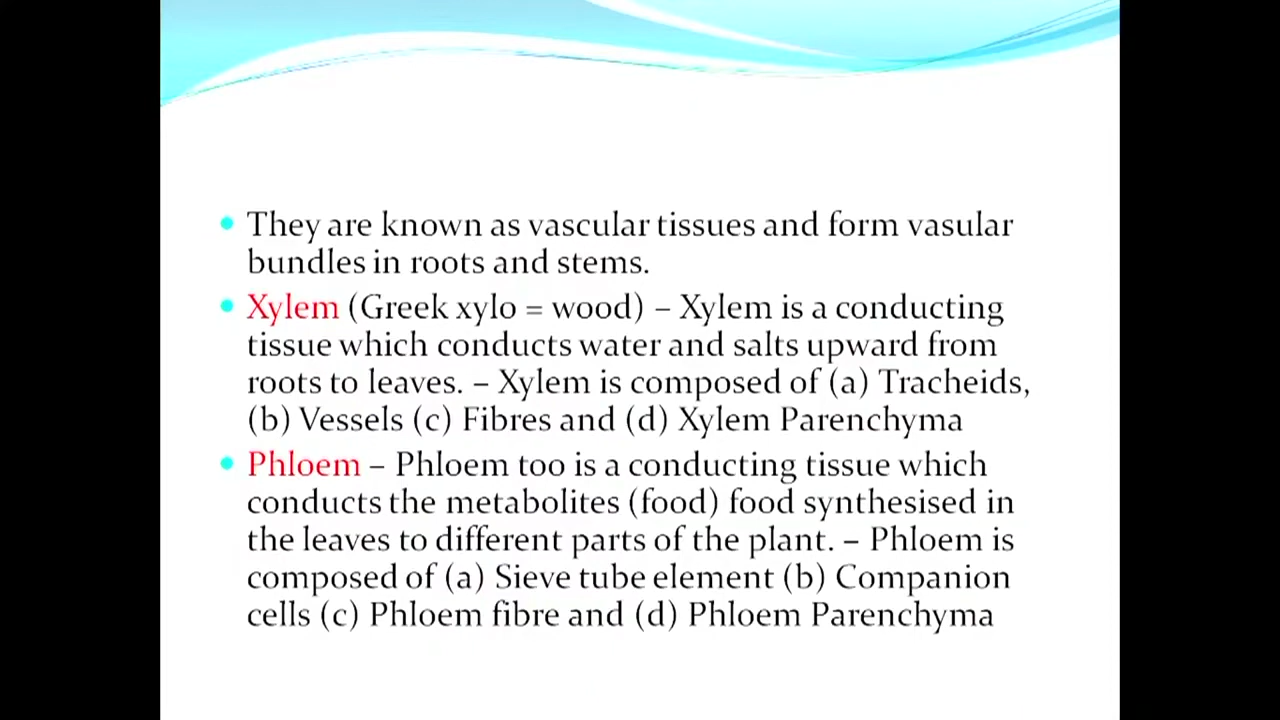 They are known as vascular tissues and form vasular
bundles in roots and stems.
Xylem (Greek xylo = wood) – Xylem is a conducting
tissue which conducts water and salts upward from
roots to leaves. – Xylem is composed of (a) Tracheids,
(b) Vessels (c) Fibres and (d) Xylem Parenchyma
Phloem – Phloem too is a conducting tissue which
conducts the metabolites (food) food synthesised in
the leaves to different parts of the plant. – Phloem is
composed of (a) Sieve tube element (b) Companion
cells (c) Phloem fibre and (d) Phloem Parenchyma